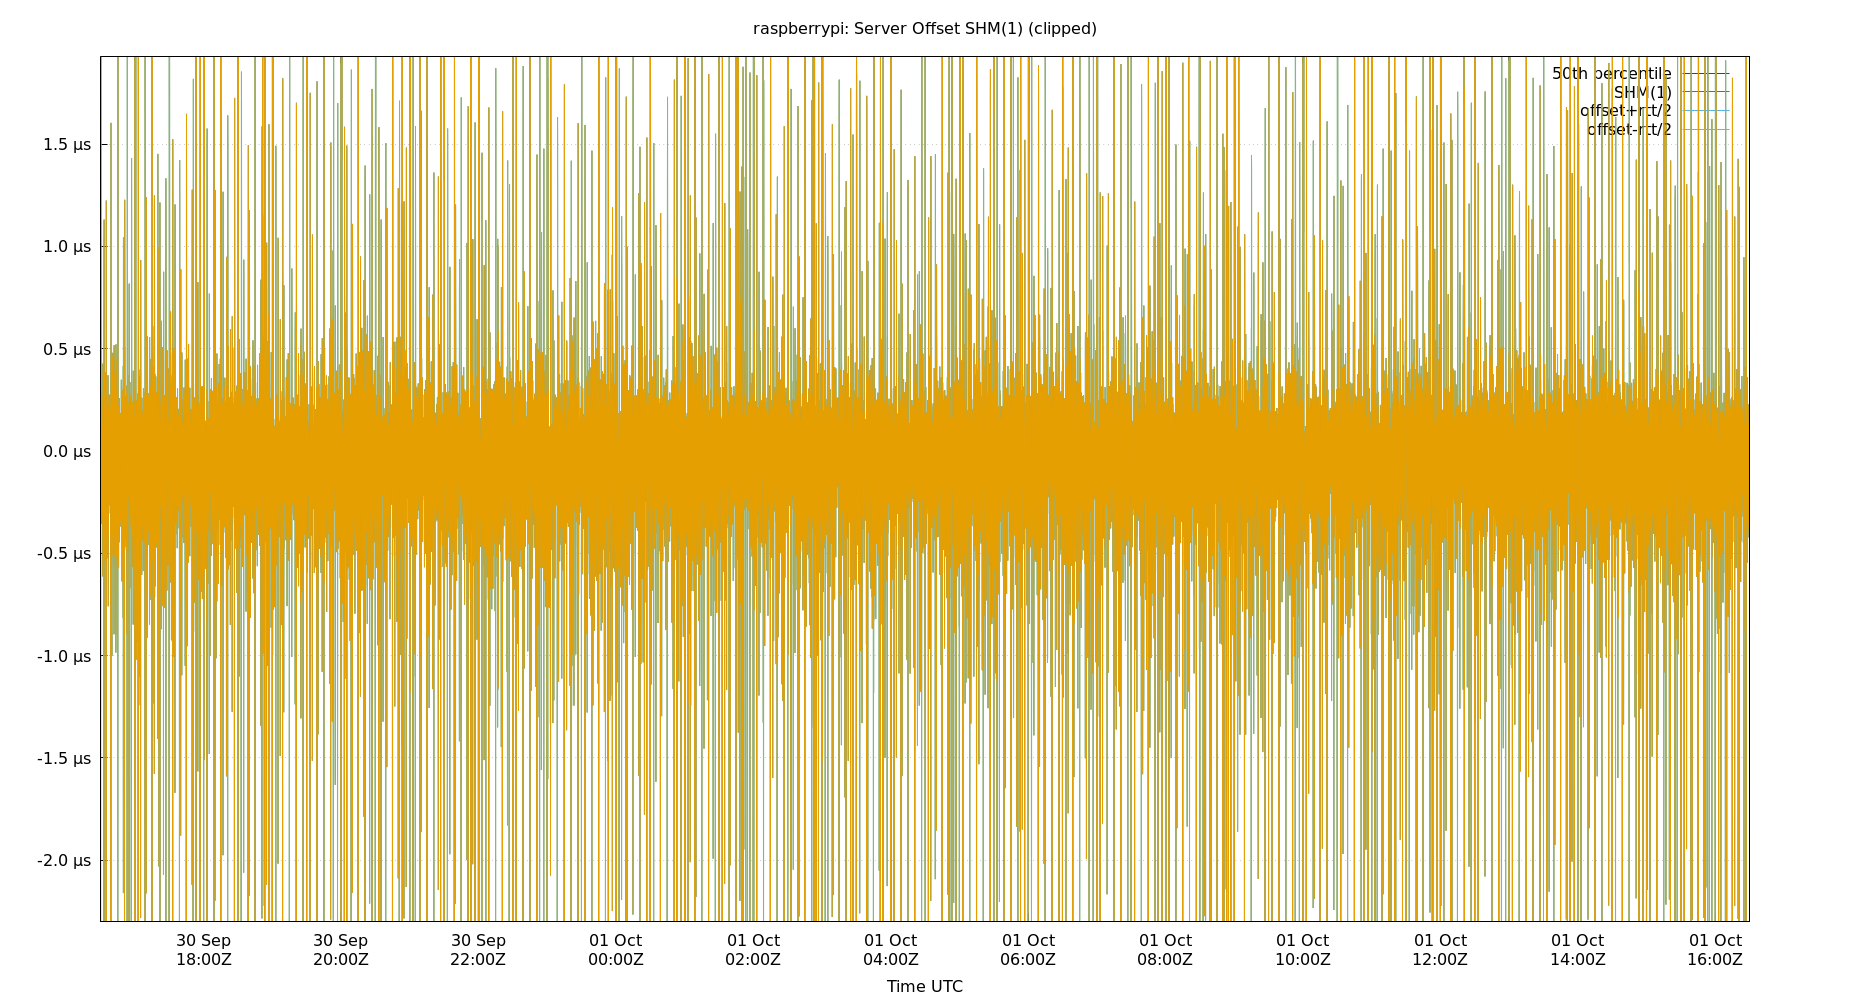 raspberrypi: Server Offset SHM(1) (clipped)
50th percentile
SHM(1)
offset+rtt/2
offset-rtt/2
1.5 µs
1.0 µs
0.5 µs
0.0 µs
-0.5 µs
-1.0 µs
-1.5 µs
-2.0 µs
30 Sep 30 Sep 30 Sep 01 Oct 01 Oct 01 Oct 01 Oct 01 Oct 01 Oct 01 Oct 01 Oct 01 Oct
18:00Z 20:00Z 22:00Z 00:00Z 02:00Z 04:00Z 06:00Z 08:00Z 10:00Z 12:00Z 14:00Z 16:00Z
Time UTC